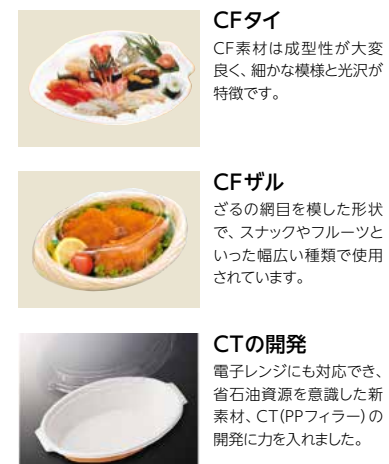 CFタイ
CF素材は成型性が大変
良く、細かな模様と光沢が
特徴です。
CFザル
ざるの網目を模した形状
で、スナックやフルーツと
いった幅広い種類で使用
されています。
CTの開発
電子レンジにも対応でき、
省石油資源を意識した新
素材、CT(PPフィラー)の
開発に力を入れました。